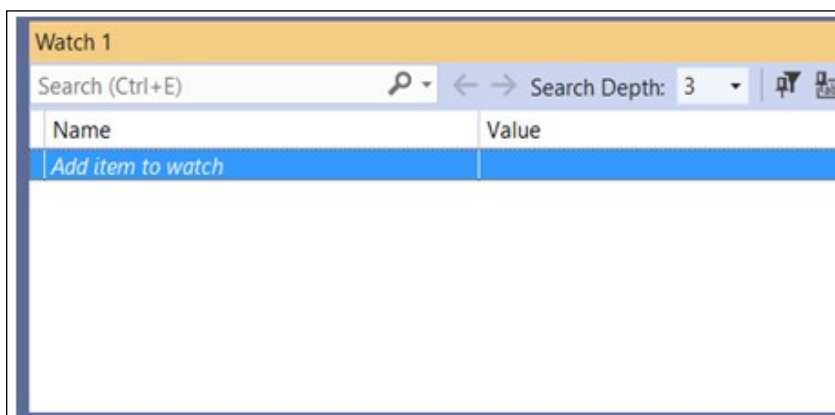 Watch 1
Search (Ctrl+E) Search Depth: 3
Name Value
Add item to watch